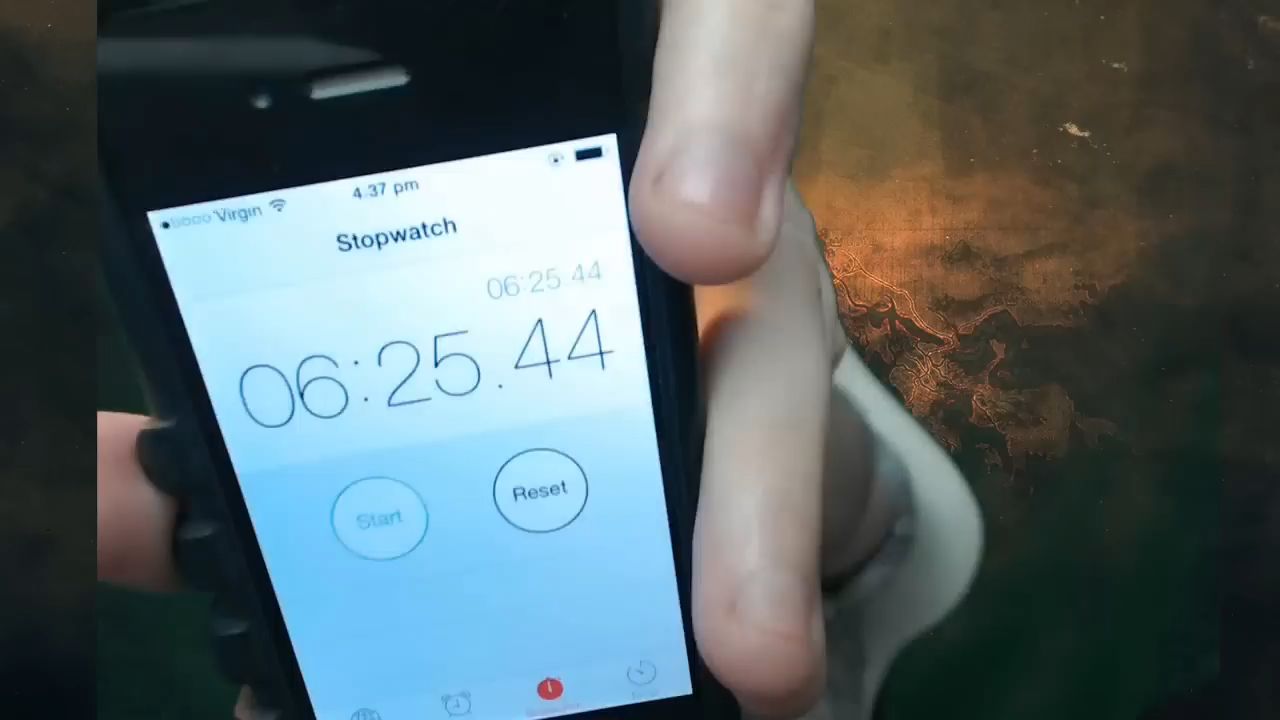 Virgin 4.37 pm
Stopwatch
06:25.44
06:25.44
Start Reset